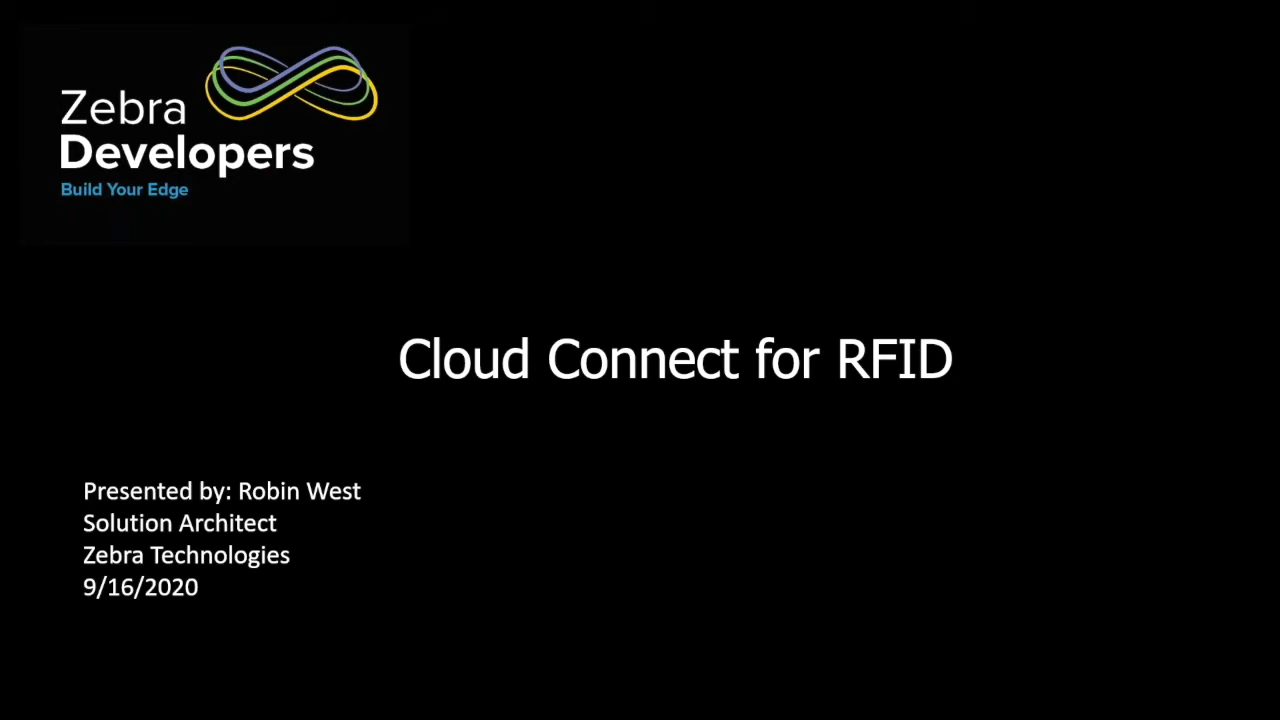 Zebra
Developers
Build Your Edge
Cloud Connect for RFID
Presented by: Robin West
Solution Architect
Zebra Technologies
9/16/2020